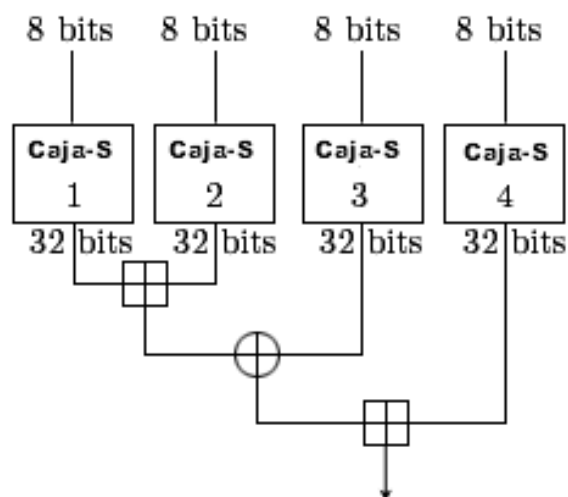 8 bits 8 bits 8 bits 8 bits
Caja-S Caja-S Caja-S Caja-S
1 2 3 4
32 bits 32 bits 32 bits 32 bits